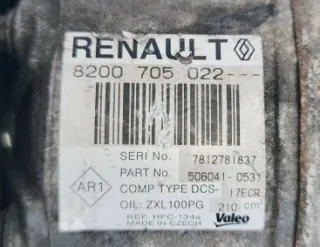 RENAULT
8200 705 022---
SERI No. 7812781837
PART No. 506041-0531
AR1
COMP TYPE DCS-17ECR
OIL: ZXL100PG 210 cm³
REF. HFC-134a
MADE IN CZECH
Valeo